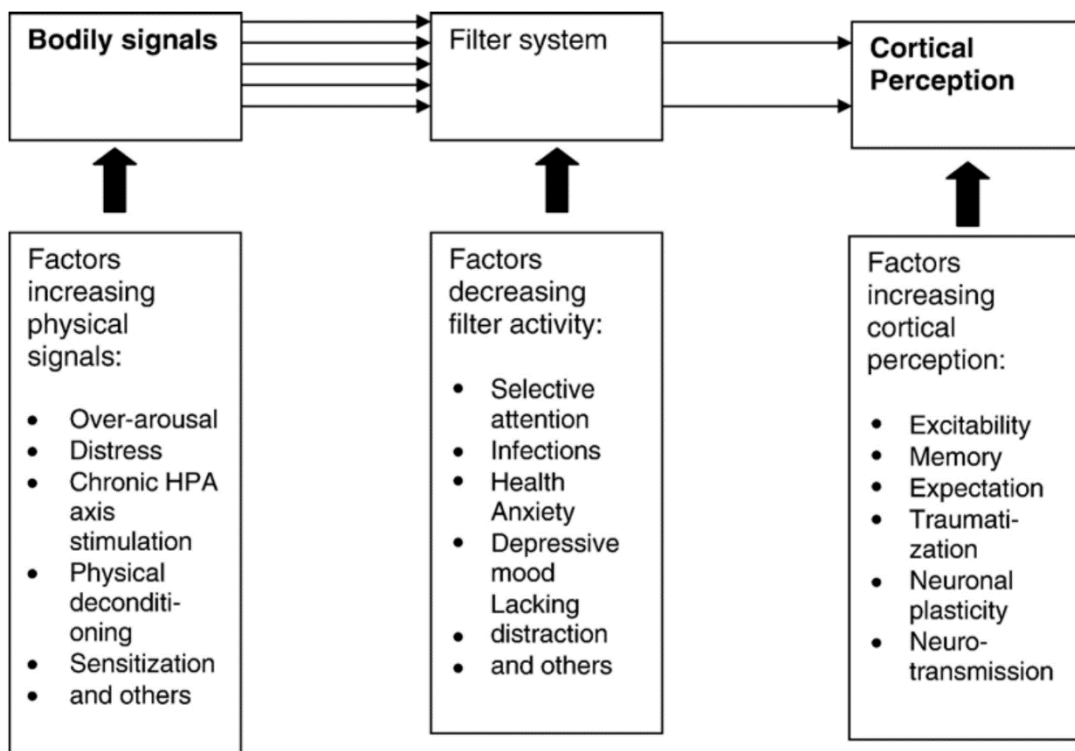 Bodily signals
Filter system
Cortical
Perception
Factors
increasing
physical
signals:
• Over-arousal
• Distress
• Chronic HPA
axis
stimulation
• Physical
deconditi-
oning
• Sensitization
• and others
Factors
decreasing
filter activity:
• Selective
attention
• Infections
• Health
Anxiety
• Depressive
mood
Lacking
• distraction
• and others
Factors
increasing
cortical
perception:
• Excitability
• Memory
• Expectation
• Traumati-
zation
• Neuronal
plasticity
• Neuro-
transmission